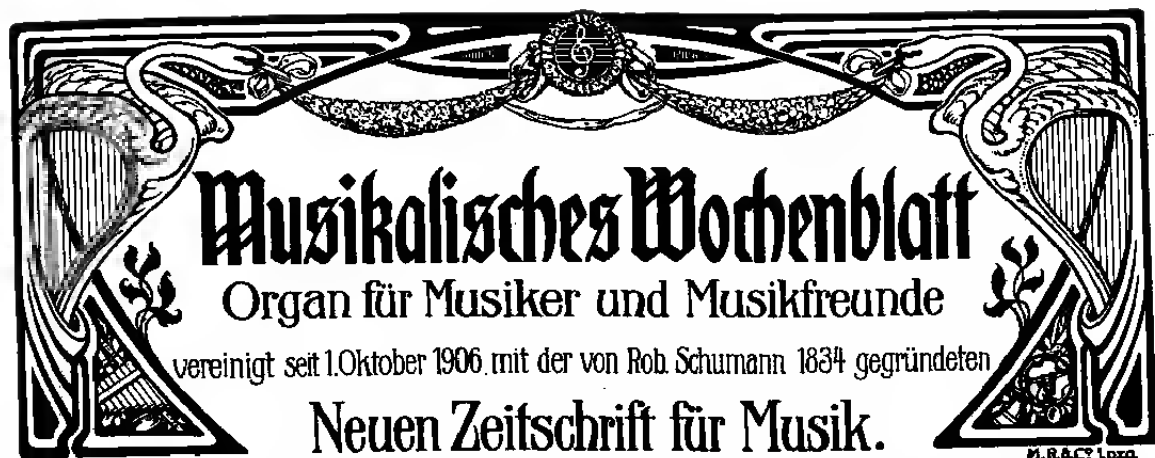 Musikalisches Wochenblatt
Organ für Musiker und Musikfreunde
vereinigt seit 1. Oktober 1906 mit der von Rob. Schumann 1834 gegründeten
Neuen Zeitschrift für Musik.